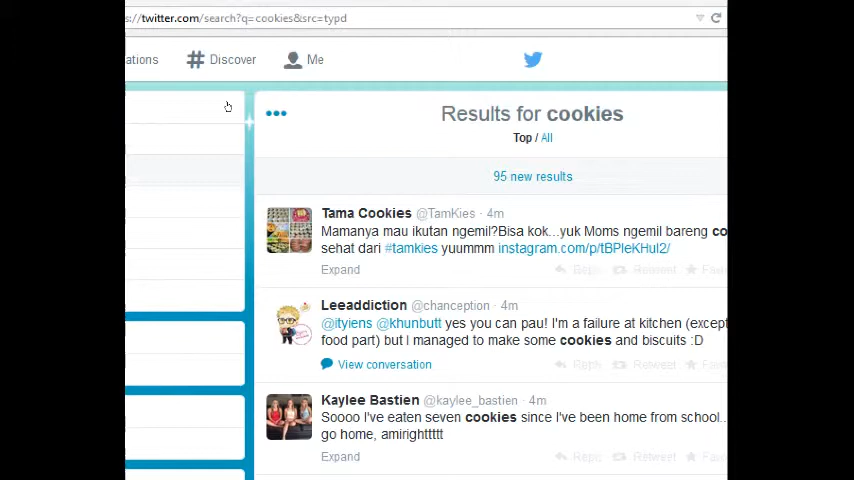 s://twitter.com/search?q=cookies&src=typd
ations # Discover Me
Results for cookies
Top / All
95 new results
Tama Cookies @TamKies · 4m
Mamanya mau ikutan ngemil?Bisa kok...yuk Moms ngemil bareng co
sehat dari #tamkies yuummm instagram.com/p/tBPleKHul2/
Expand Reply Retweet Favo
Leeaddiction @chanception · 4m
@ityiens @khunbutt yes you can pau! I'm a failure at kitchen (except
food part) but I managed to make some cookies and biscuits :D
View conversation Reply Retweet Favo
Kaylee Bastien @kaylee_bastien · 4m
Soooo I've eaten seven cookies since I've been home from school..
go home, amirighttttt
Expand Reply Retweet Favo